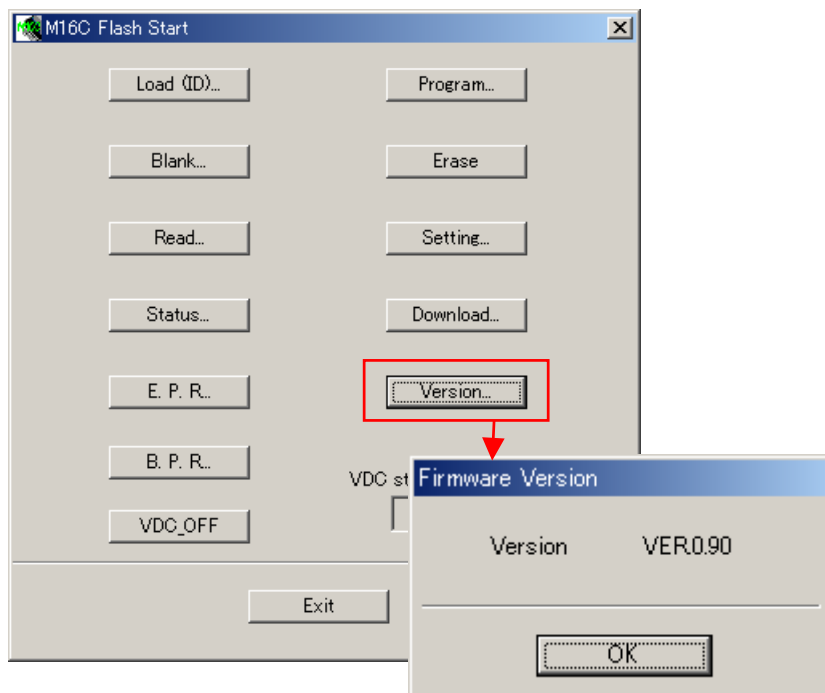 M16C Flash Start
Load (ID)...
Program...
Blank...
Erase
Read...
Setting...
Status...
Download...
E. P. R...
Version...
B. P. R...
VDC st
Firmware Version
VDC_OFF
Version VER.0.90
Exit
OK